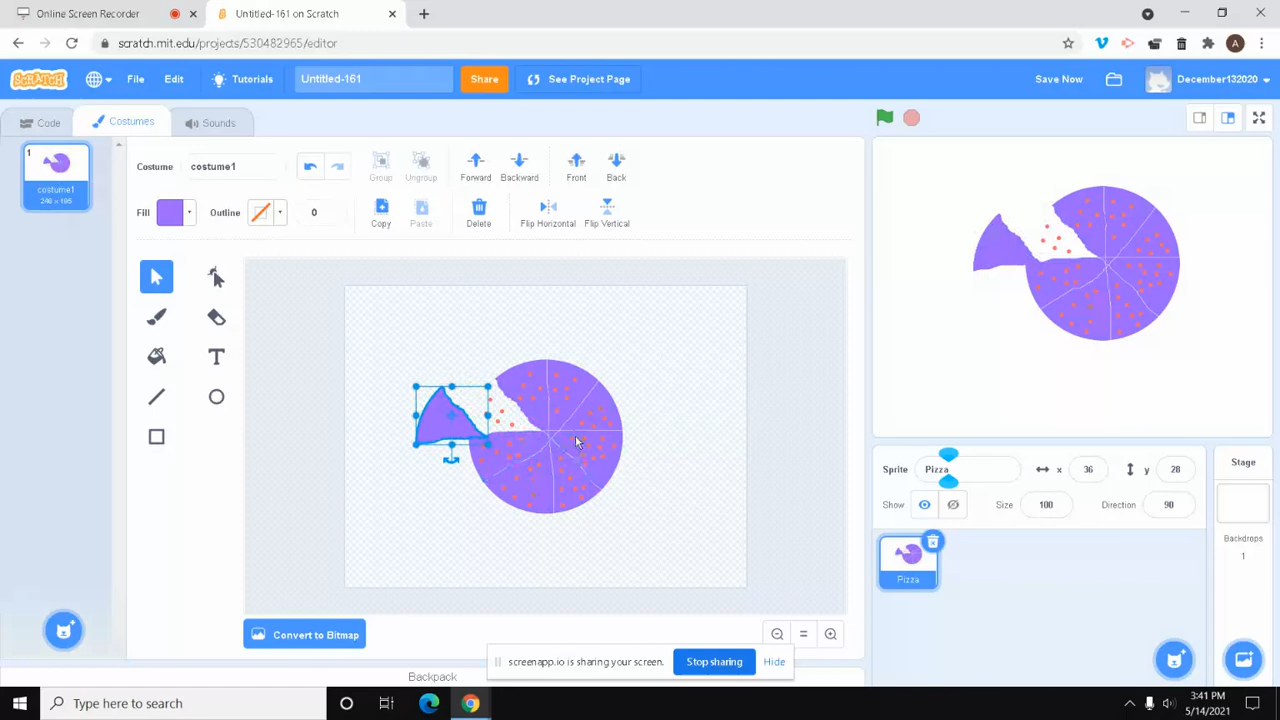 Online Screen Recorder
Untitled-161 on Scratch
scratch.mit.edu/projects/530482965/editor
A
SCRATCH
File
Edit
Tutorials
Untitled-161
Share
See Project Page
Save Now
December132020
Code
Costumes
Sounds
1
costume1
248 x 195
Costume
costume1
Group
Ungroup
Forward
Backward
Front
Back
Fill
Outline
0
Copy
Paste
Delete
Flip Horizontal
Flip Vertical
T
Convert to Bitmap
Sprite
Pizza
x
36
y
28
Show
Size
100
Direction
90
Pizza
Stage
Backdrops
1
screenapp.io is sharing your screen.
Stop sharing
Hide
Backpack
Type here to search
3:41 PM
5/14/2021